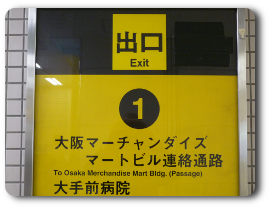 出口
Exit
1
大阪マーチャンダイズ
マートビル連絡通路
To Osaka Merchandise Mart Bldg. (Passage)
大手前病院